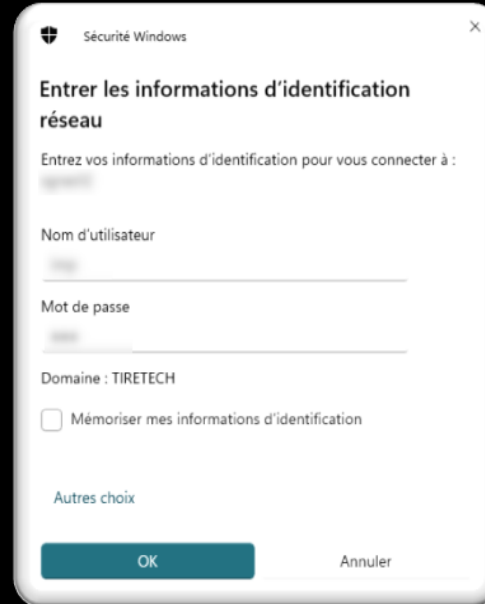 Sécurité Windows
Entrer les informations d'identification
réseau
Entrez vos informations d'identification pour vous connecter à :
Nom d'utilisateur
Mot de passe
Domaine : TIRETECH
Mémoriser mes informations d'identification
Autres choix
OK
Annuler